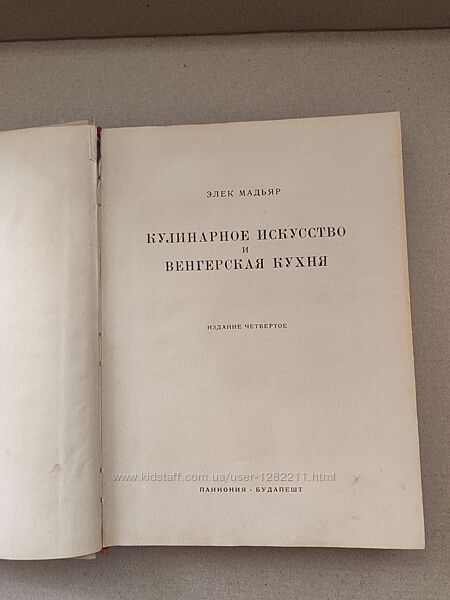 ЭЛЕК МАДЬЯР
КУЛИНАРНОЕ ИСКУССТВО
И
ВЕНГЕРСКАЯ КУХНЯ
ИЗДАНИЕ ЧЕТВЕРТОЕ
www.kidstaff.com.ua/user-1282211.html
ПАННОНИЯ · БУДАПЕШТ